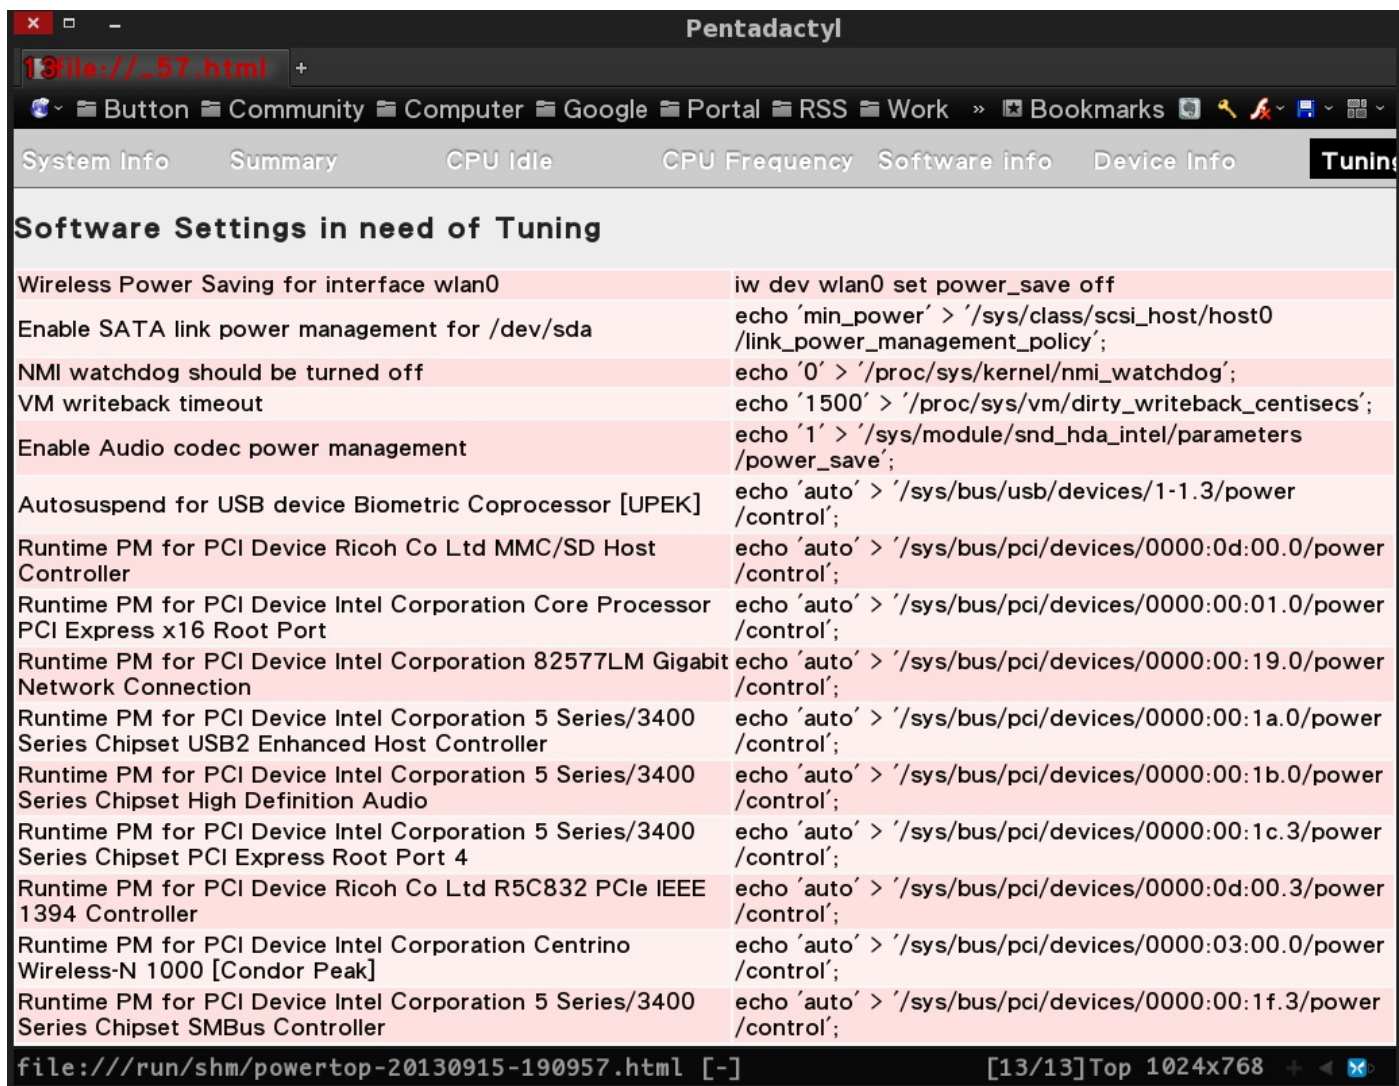 Pentadactyl
13 file://…57.html +
Button Community Computer Google Portal RSS Work » Bookmarks
System Info Summary CPU Idle CPU Frequency Software info Device Info Tuning
Software Settings in need of Tuning
Wireless Power Saving for interface wlan0
iw dev wlan0 set power_save off
Enable SATA link power management for /dev/sda
echo 'min_power' > '/sys/class/scsi_host/host0
/link_power_management_policy';
NMI watchdog should be turned off
echo '0' > '/proc/sys/kernel/nmi_watchdog';
VM writeback timeout
echo '1500' > '/proc/sys/vm/dirty_writeback_centisecs';
Enable Audio codec power management
echo '1' > '/sys/module/snd_hda_intel/parameters
/power_save';
Autosuspend for USB device Biometric Coprocessor [UPEK]
echo 'auto' > '/sys/bus/usb/devices/1-1.3/power
/control';
Runtime PM for PCI Device Ricoh Co Ltd MMC/SD Host
Controller
echo 'auto' > '/sys/bus/pci/devices/0000:0d:00.0/power
/control';
Runtime PM for PCI Device Intel Corporation Core Processor
PCI Express x16 Root Port
echo 'auto' > '/sys/bus/pci/devices/0000:00:01.0/power
/control';
Runtime PM for PCI Device Intel Corporation 82577LM Gigabit
Network Connection
echo 'auto' > '/sys/bus/pci/devices/0000:00:19.0/power
/control';
Runtime PM for PCI Device Intel Corporation 5 Series/3400
Series Chipset USB2 Enhanced Host Controller
echo 'auto' > '/sys/bus/pci/devices/0000:00:1a.0/power
/control';
Runtime PM for PCI Device Intel Corporation 5 Series/3400
Series Chipset High Definition Audio
echo 'auto' > '/sys/bus/pci/devices/0000:00:1b.0/power
/control';
Runtime PM for PCI Device Intel Corporation 5 Series/3400
Series Chipset PCI Express Root Port 4
echo 'auto' > '/sys/bus/pci/devices/0000:00:1c.3/power
/control';
Runtime PM for PCI Device Ricoh Co Ltd R5C832 PCIe IEEE
1394 Controller
echo 'auto' > '/sys/bus/pci/devices/0000:0d:00.3/power
/control';
Runtime PM for PCI Device Intel Corporation Centrino
Wireless-N 1000 [Condor Peak]
echo 'auto' > '/sys/bus/pci/devices/0000:03:00.0/power
/control';
Runtime PM for PCI Device Intel Corporation 5 Series/3400
Series Chipset SMBus Controller
echo 'auto' > '/sys/bus/pci/devices/0000:00:1f.3/power
/control';
file:///run/shm/powertop-20130915-190957.html [-] [13/13]Top 1024x768